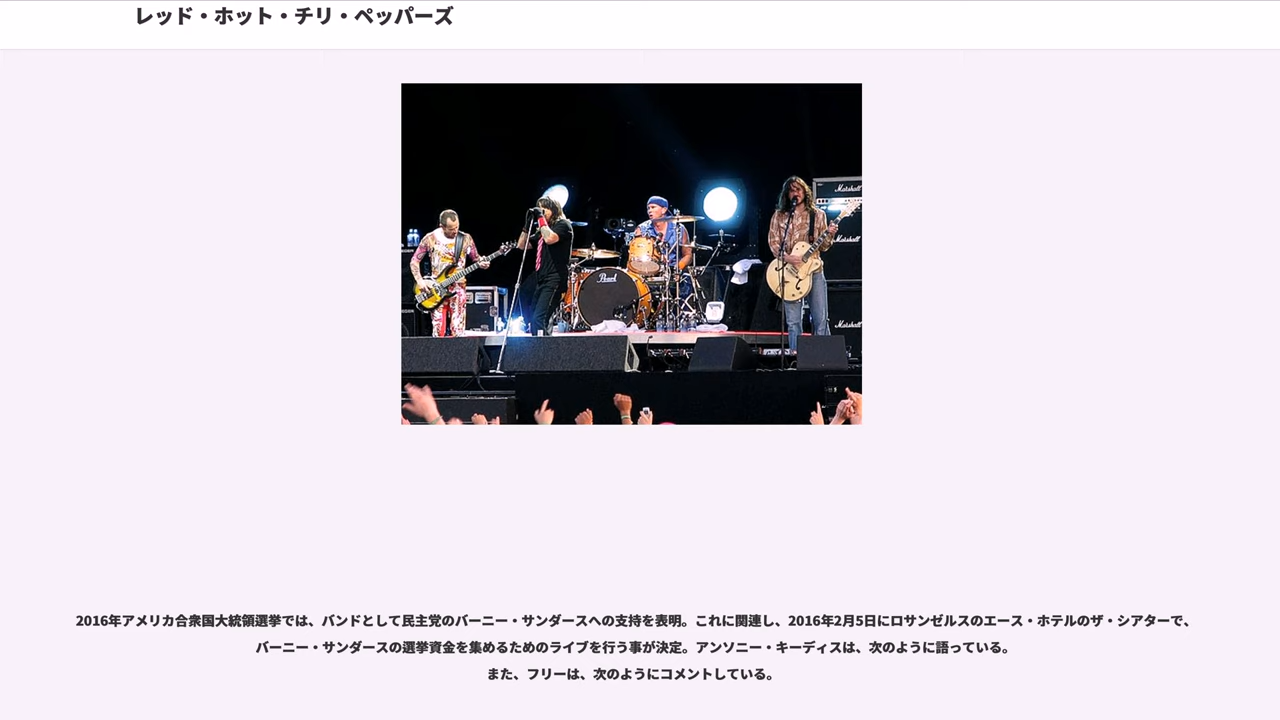 レッド・ホット・チリ・ペッパーズ
Marshall
Marshall
Pearl
Marshall
2016年アメリカ合衆国大統領選挙では、バンドとして民主党のバーニー・サンダースへの支持を表明。これに関連し、2016年2月5日にロサンゼルスのエース・ホテルのザ・シアターで、
バーニー・サンダースの選挙資金を集めるためのライブを行う事が決定。アンソニー・キーディスは、次のように語っている。
また、フリーは、次のようにコメントしている。